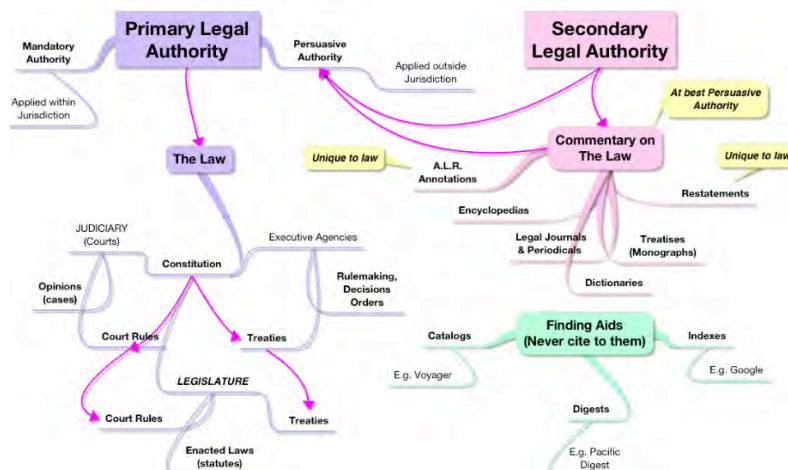 Primary Legal
Authority
Mandatory
Authority
Applied within
Jurisdiction
Persuasive
Authority
Applied outside
Jurisdiction
The Law
JUDICIARY
(Courts)
Constitution
Executive Agencies
Opinions
(cases)
Rulemaking,
Decisions
Orders
Court Rules
Treaties
LEGISLATURE
Court Rules
Treaties
Enacted Laws
(statutes)
Secondary
Legal Authority
At best Persuasive
Authority
Commentary on
The Law
Unique to law
A.L.R.
Annotations
Unique to law
Restatements
Encyclopedias
Legal Journals
& Periodicals
Treatises
(Monographs)
Dictionaries
Finding Aids
(Never cite to them)
Catalogs
E.g. Voyager
Indexes
E.g. Google
Digests
E.g. Pacific
Digest